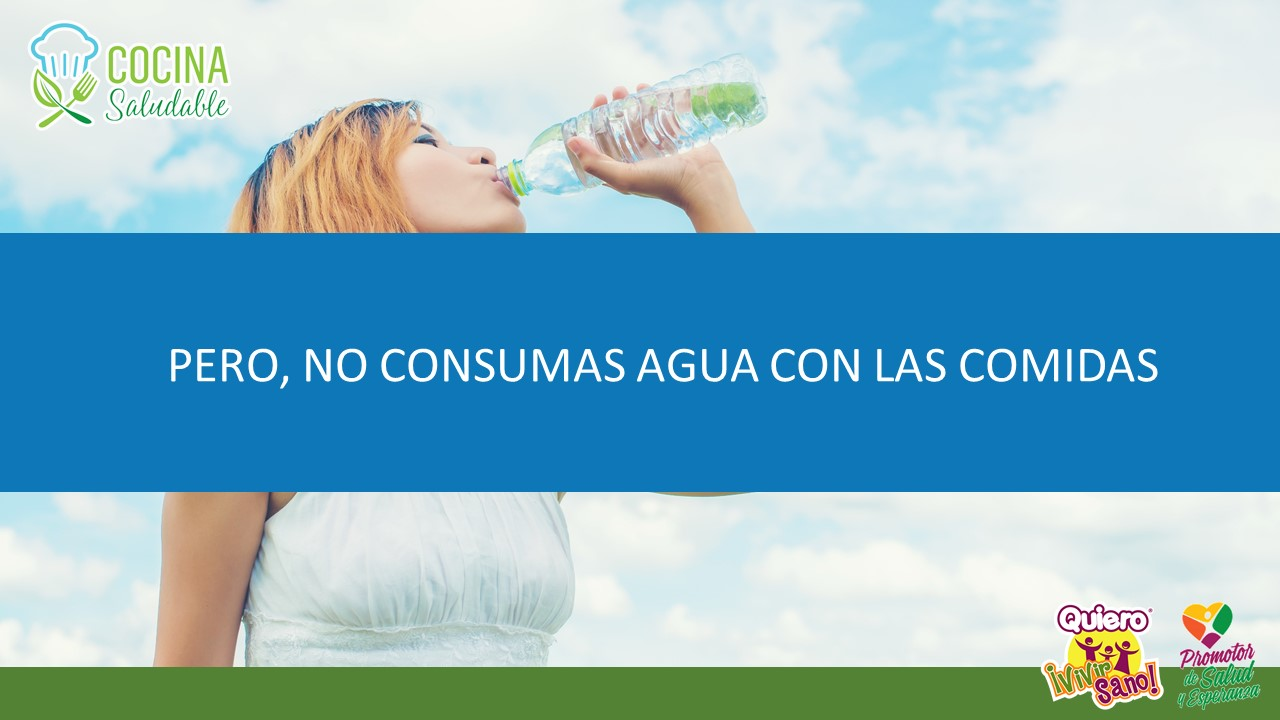 COCINA
Saludable
PERO, NO CONSUMAS AGUA CON LAS COMIDAS
Quiero®
¡ViVir
Sano!
Promotor
de Salud
y Esperanza